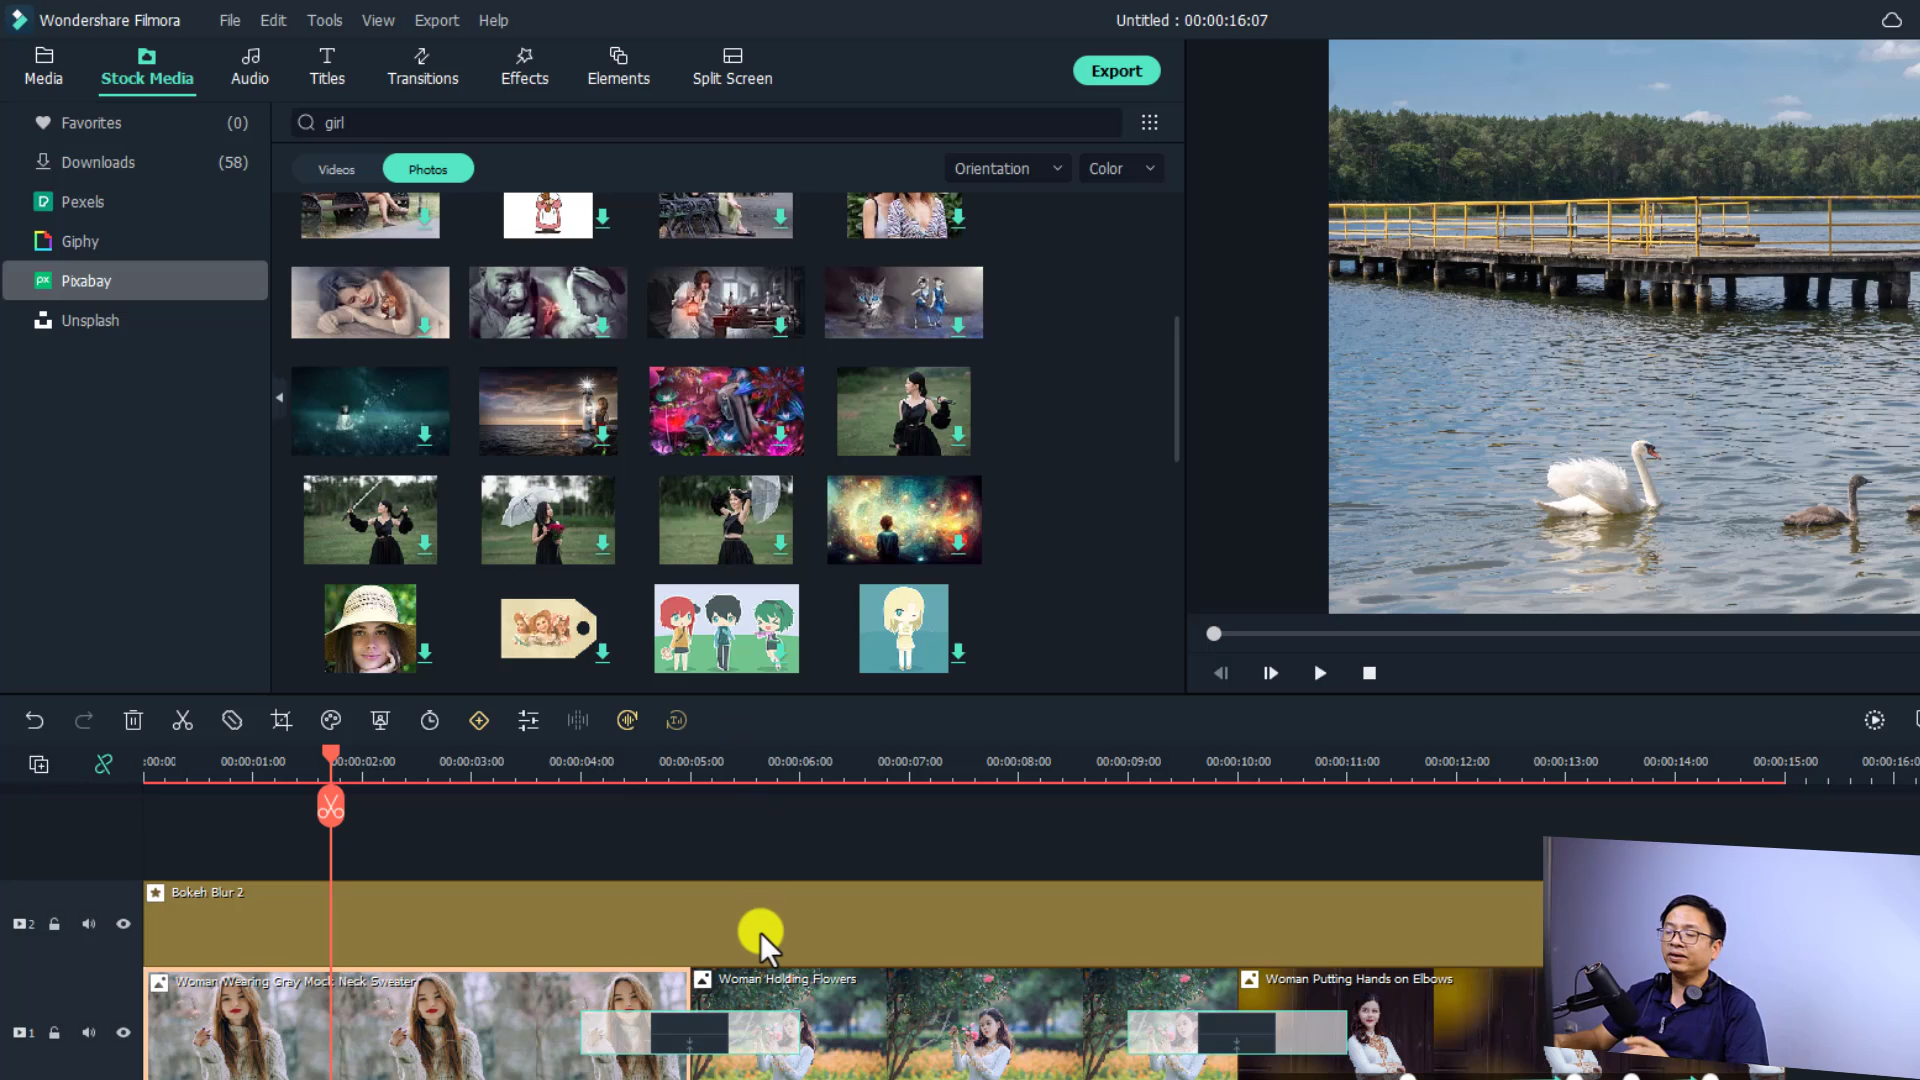 Wondershare Filmora
File Edit Tools View Export Help
Untitled : 00:00:16:07
Media Stock Media Audio Titles Transitions Effects Elements Split Screen
Export
Favorites (0)
Downloads (58)
Pexels
Giphy
px Pixabay
Unsplash
girl
Videos Photos
Orientation Color
:00:00 00:00:01:00 00:00:02:00 00:00:03:00 00:00:04:00 00:00:05:00 00:00:06:00 00:00:07:00 00:00:08:00 00:00:09:00 00:00:10:00 00:00:11:00 00:00:12:00 00:00:13:00 00:00:14:00 00:00:15:00 00:00:16:0
2
Bokeh Blur 2
1
Woman Wearing Gray Mock Neck Sweater
Woman Holding Flowers
Woman Putting Hands on Elbows